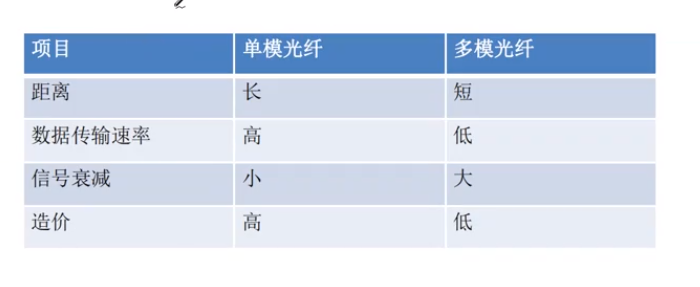 项目 单模光纤 多模光纤
距离 长 短
数据传输速率 高 低
信号衰减 小 大
造价 高 低